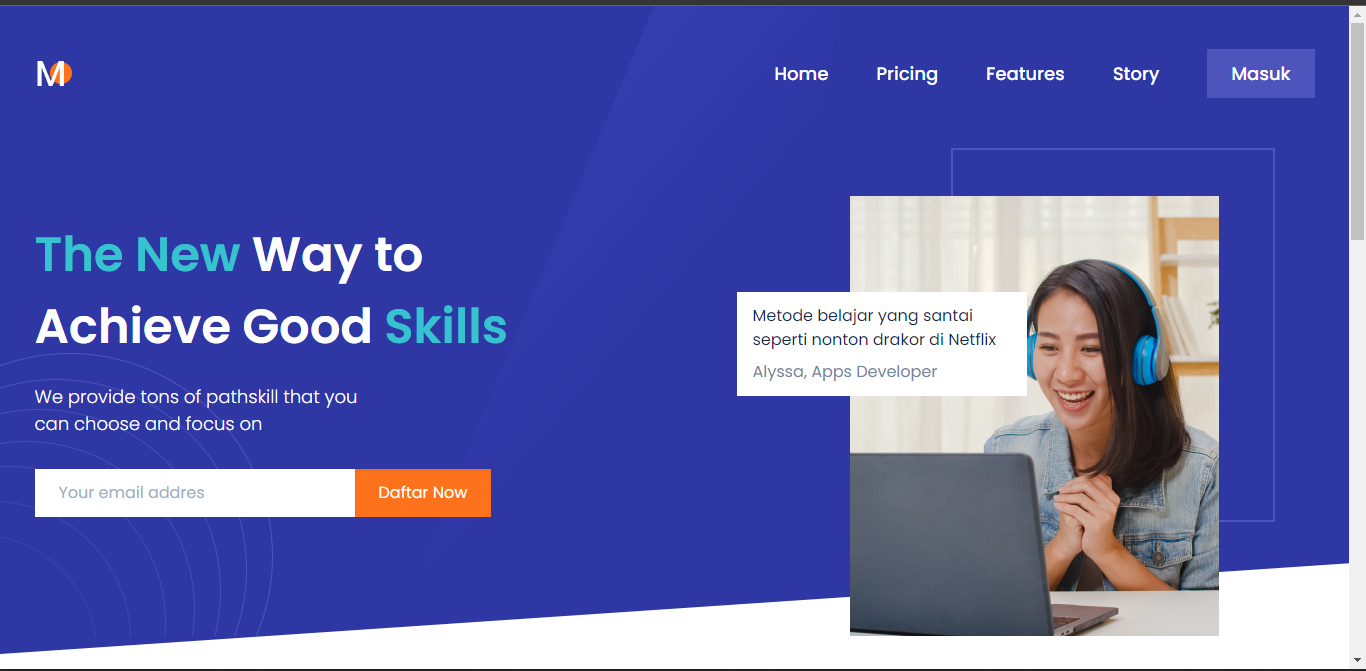 M
Home Pricing Features Story Masuk
The New Way to
Achieve Good Skills
We provide tons of pathskill that you
can choose and focus on
Your email addres Daftar Now
Metode belajar yang santai
seperti nonton drakor di Netflix
Alyssa, Apps Developer